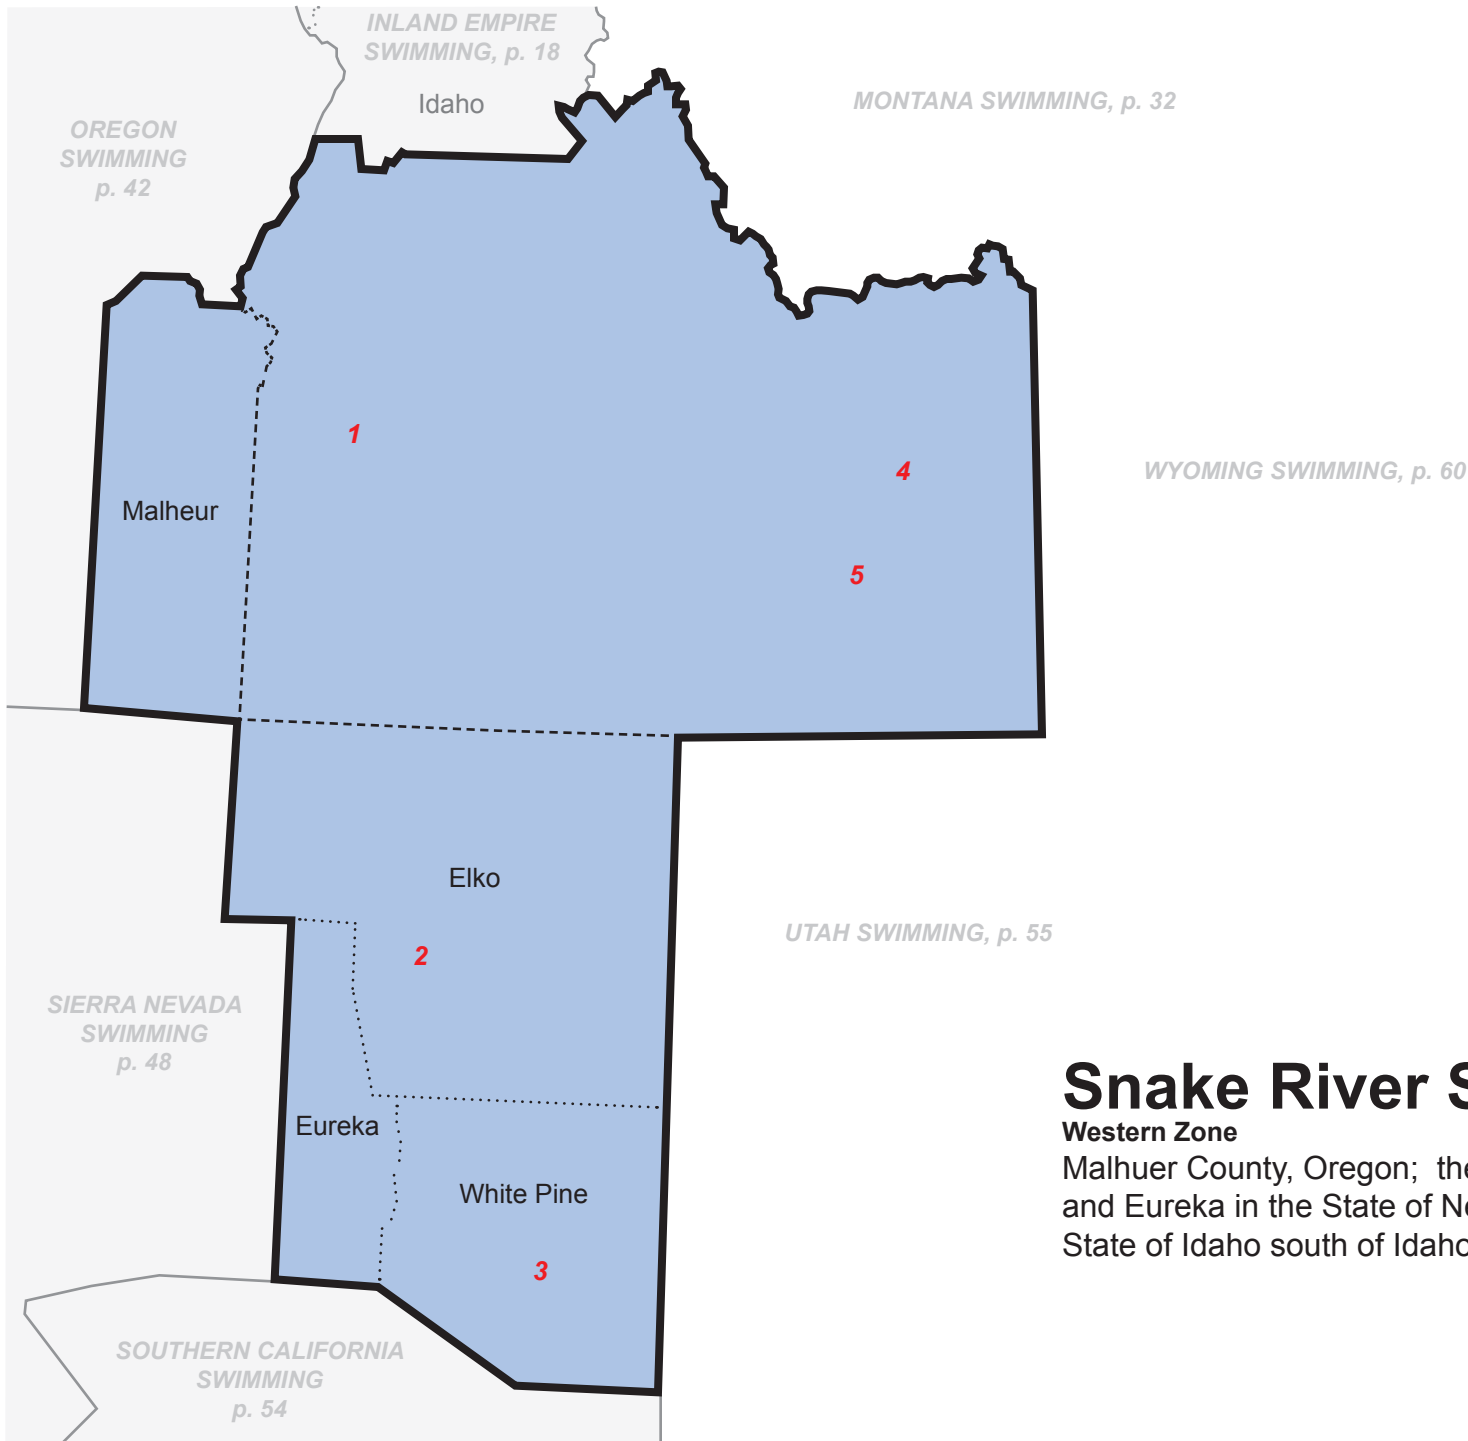 INLAND EMPIRE
SWIMMING, p. 18
Idaho
MONTANA SWIMMING, p. 32
OREGON
SWIMMING
p. 42
1
4
WYOMING SWIMMING, p. 60
Malheur
5
Elko
UTAH SWIMMING, p. 55
2
SIERRA NEVADA
SWIMMING
p. 48
Eureka
White Pine
3
SOUTHERN CALIFORNIA
SWIMMING
p. 54
Snake River
Western Zone
Malhuer County, Oregon; the
and Eureka in the State of
State of Idaho south of Idaho